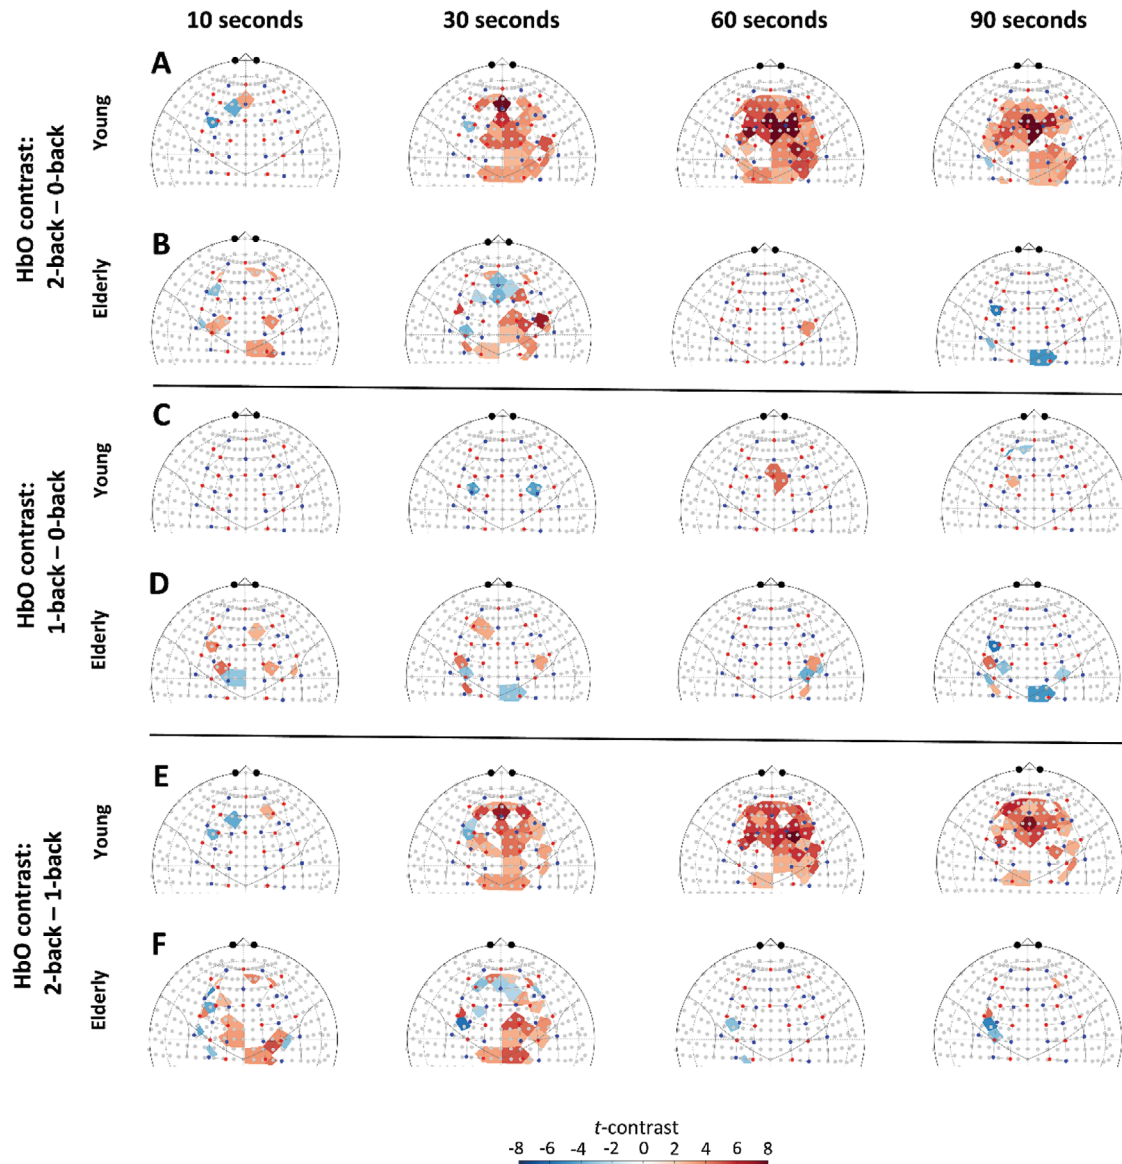 10 seconds 30 seconds 60 seconds 90 seconds
HbO contrast:
2-back – 0-back
A
Young
B
Elderly
HbO contrast:
1-back – 0-back
C
Young
D
Elderly
HbO contrast:
2-back – 1-back
E
Young
F
Elderly
t-contrast
-8 -6 -4 -2 0 2 4 6 8